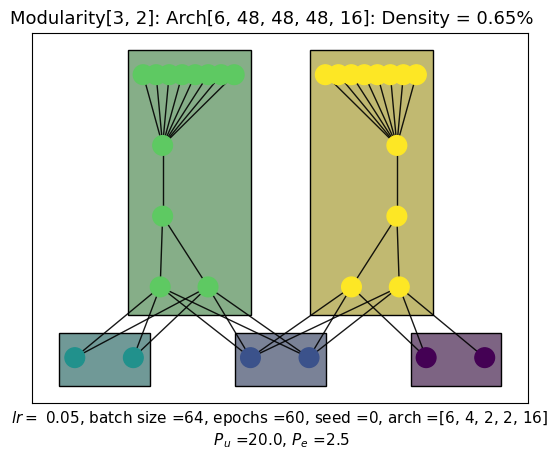 Modularity[3, 2]: Arch[6, 48, 48, 48, 16]: Density = 0.65%
lr = 0.05, batch size =64, epochs =60, seed =0, arch =[6, 4, 2, 2, 16]
P_u =20.0, P_e =2.5